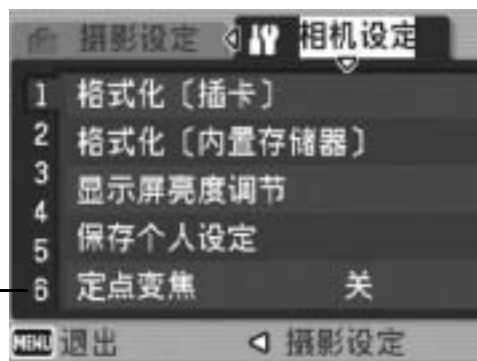 摄影设定 相机设定
1 格式化〔插卡〕
2 格式化〔内置存储器〕
3 显示屏亮度调节
4 保存个人设定
5
6 定点变焦 关
MENU 退出 摄影设定